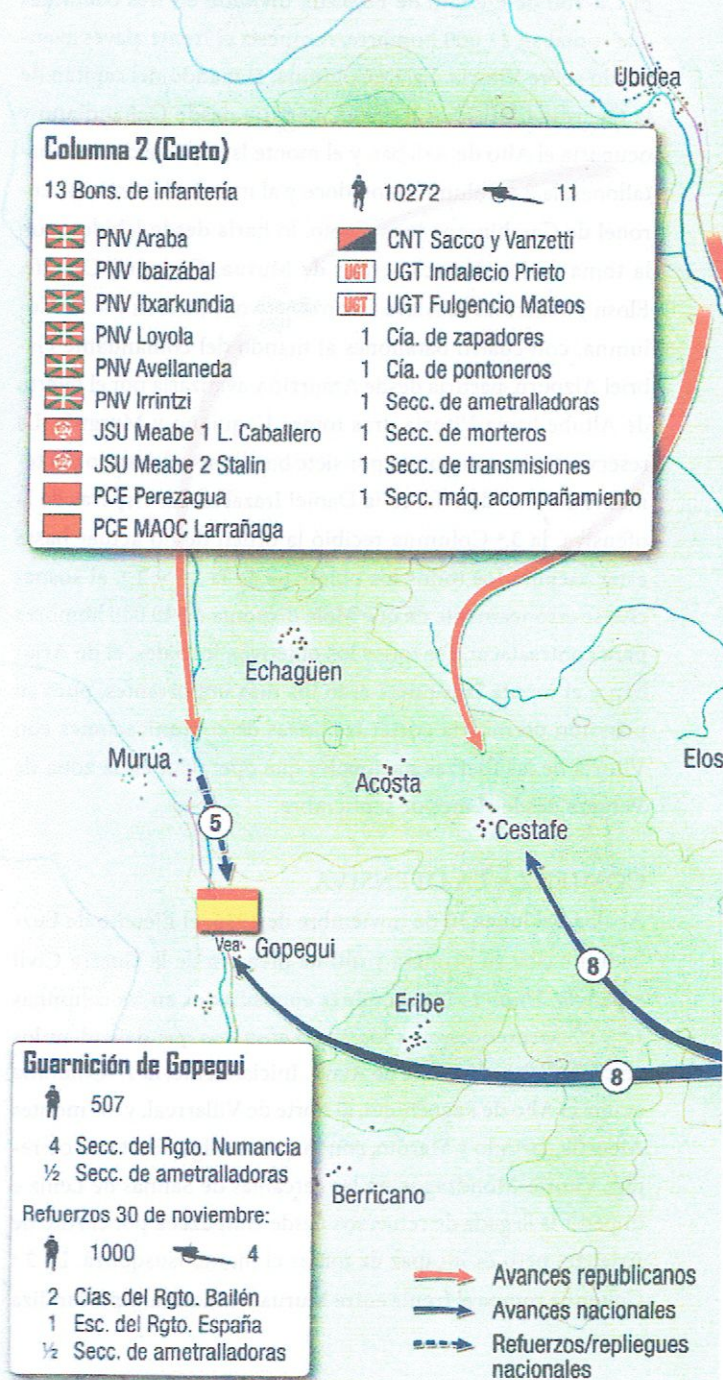 Ubidea
Columna 2 (Cueto)
13 Bons. de infantería 10272 11
PNV Araba
PNV Ibaizábal
PNV Itxarkundia
PNV Loyola
PNV Avellaneda
PNV Irrintzi
JSU Meabe 1 L. Caballero
JSU Meabe 2 Stalin
PCE Perezagua
PCE MAOC Larrañaga
CNT Sacco y Vanzetti
UGT UGT Indalecio Prieto
UGT UGT Fulgencio Mateos
1 Cía. de zapadores
1 Cía. de pontoneros
1 Secc. de ametralladoras
1 Secc. de morteros
1 Secc. de transmisiones
1 Secc. máq. acompañamiento
Echagüen
Murua
Acosta
Elos
Cestafe
5
Vea Gopegui
8
Eribe
8
Guarnición de Gopegui
507
4 Secc. del Rgto. Numancia
½ Secc. de ametralladoras
Refuerzos 30 de noviembre:
1000 4
2 Cías. del Rgto. Bailén
1 Esc. del Rgto. España
½ Secc. de ametralladoras
Berricano
Avances republicanos
Avances nacionales
Refuerzos/repliegues
nacionales